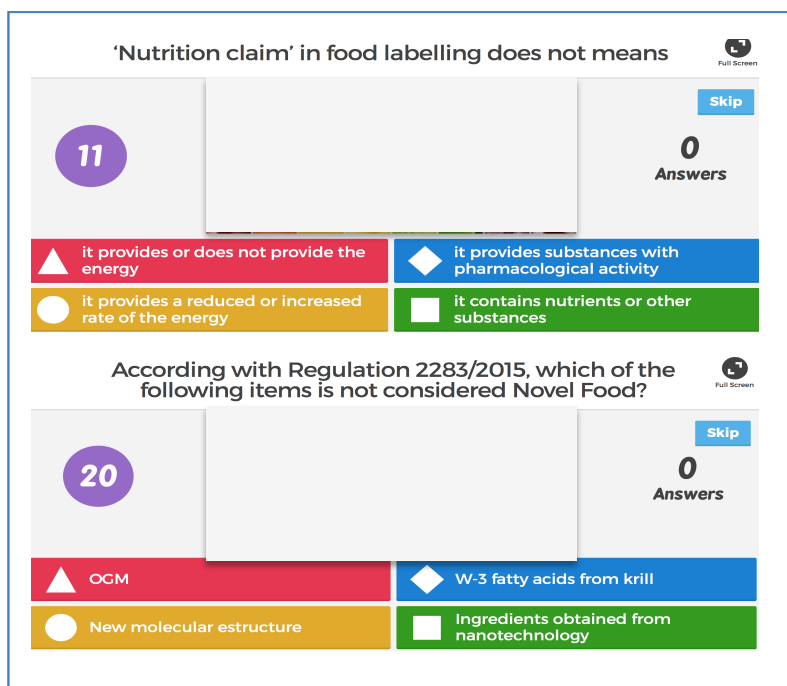 ‘Nutrition claim’ in food labelling does not means
Full Screen
Skip
11
0
Answers
it provides or does not provide the
energy
it provides substances with
pharmacological activity
it provides a reduced or increased
rate of the energy
it contains nutrients or other
substances
According with Regulation 2283/2015, which of the
following items is not considered Novel Food?
Full Screen
Skip
20
0
Answers
OGM
W-3 fatty acids from krill
New molecular estructure
Ingredients obtained from
nanotechnology